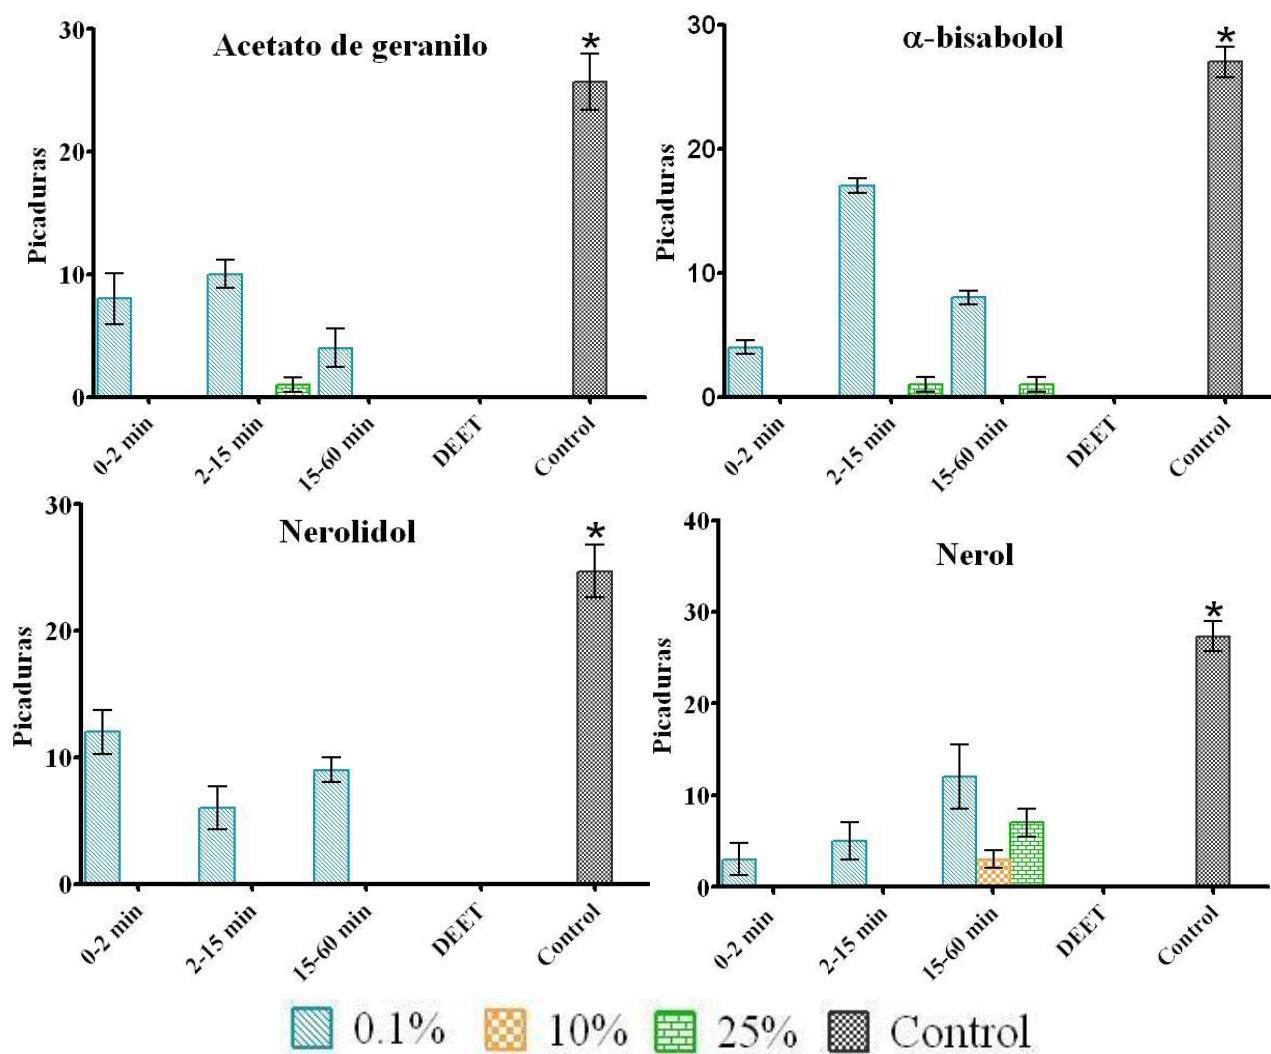 Acetato de geranilo
*
Picaduras
30
20
10
0
0-2 min
2-15 min
15-60 min
DEET
Control
α-bisabolol
*
Picaduras
30
20
10
0
0-2 min
2-15 min
15-60 min
DEET
Control
Nerolidol
*
Picaduras
30
20
10
0
0-2 min
2-15 min
15-60 min
DEET
Control
Nerol
*
Picaduras
40
30
20
10
0
0-2 min
2-15 min
15-60 min
DEET
Control
0.1% 10% 25% Control